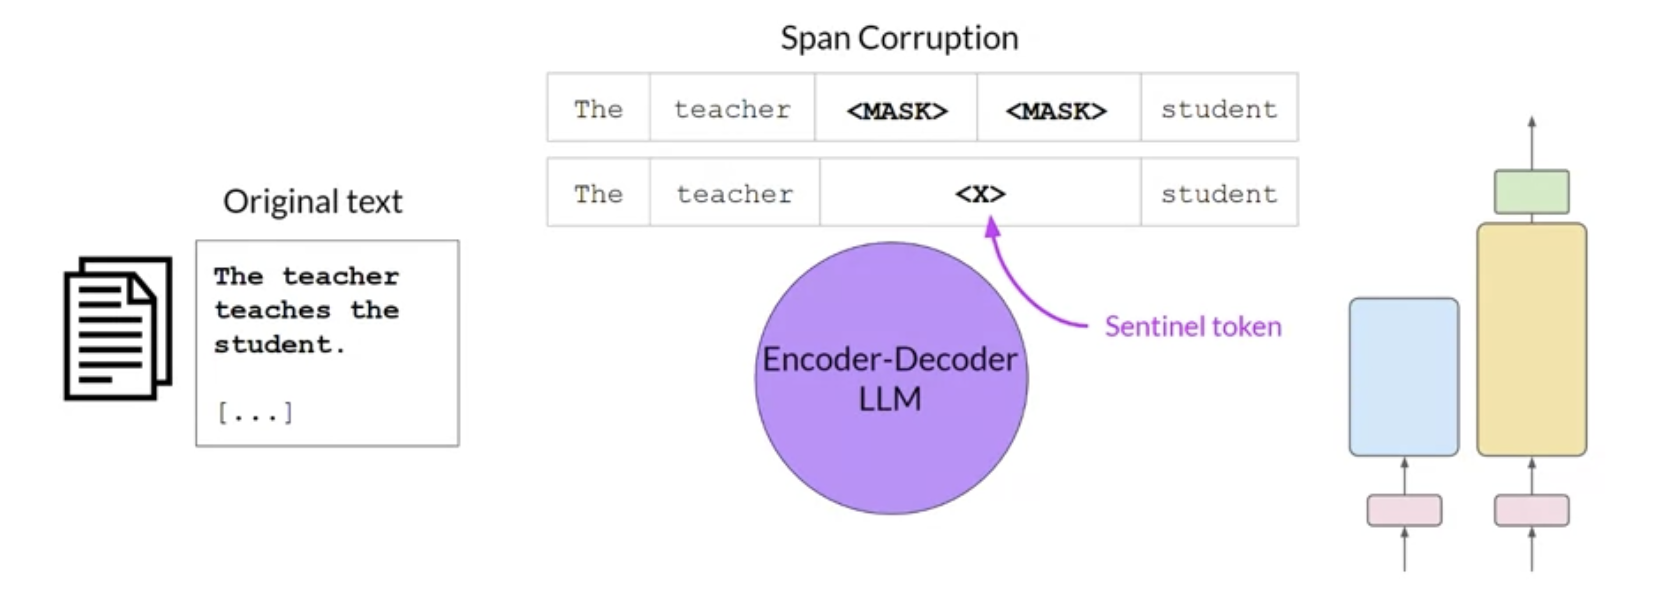 Span Corruption
The teacher <MASK> <MASK> student
The teacher <X> student
Original text
The teacher
teaches the
student.
[...]
Sentinel token
Encoder-Decoder
LLM